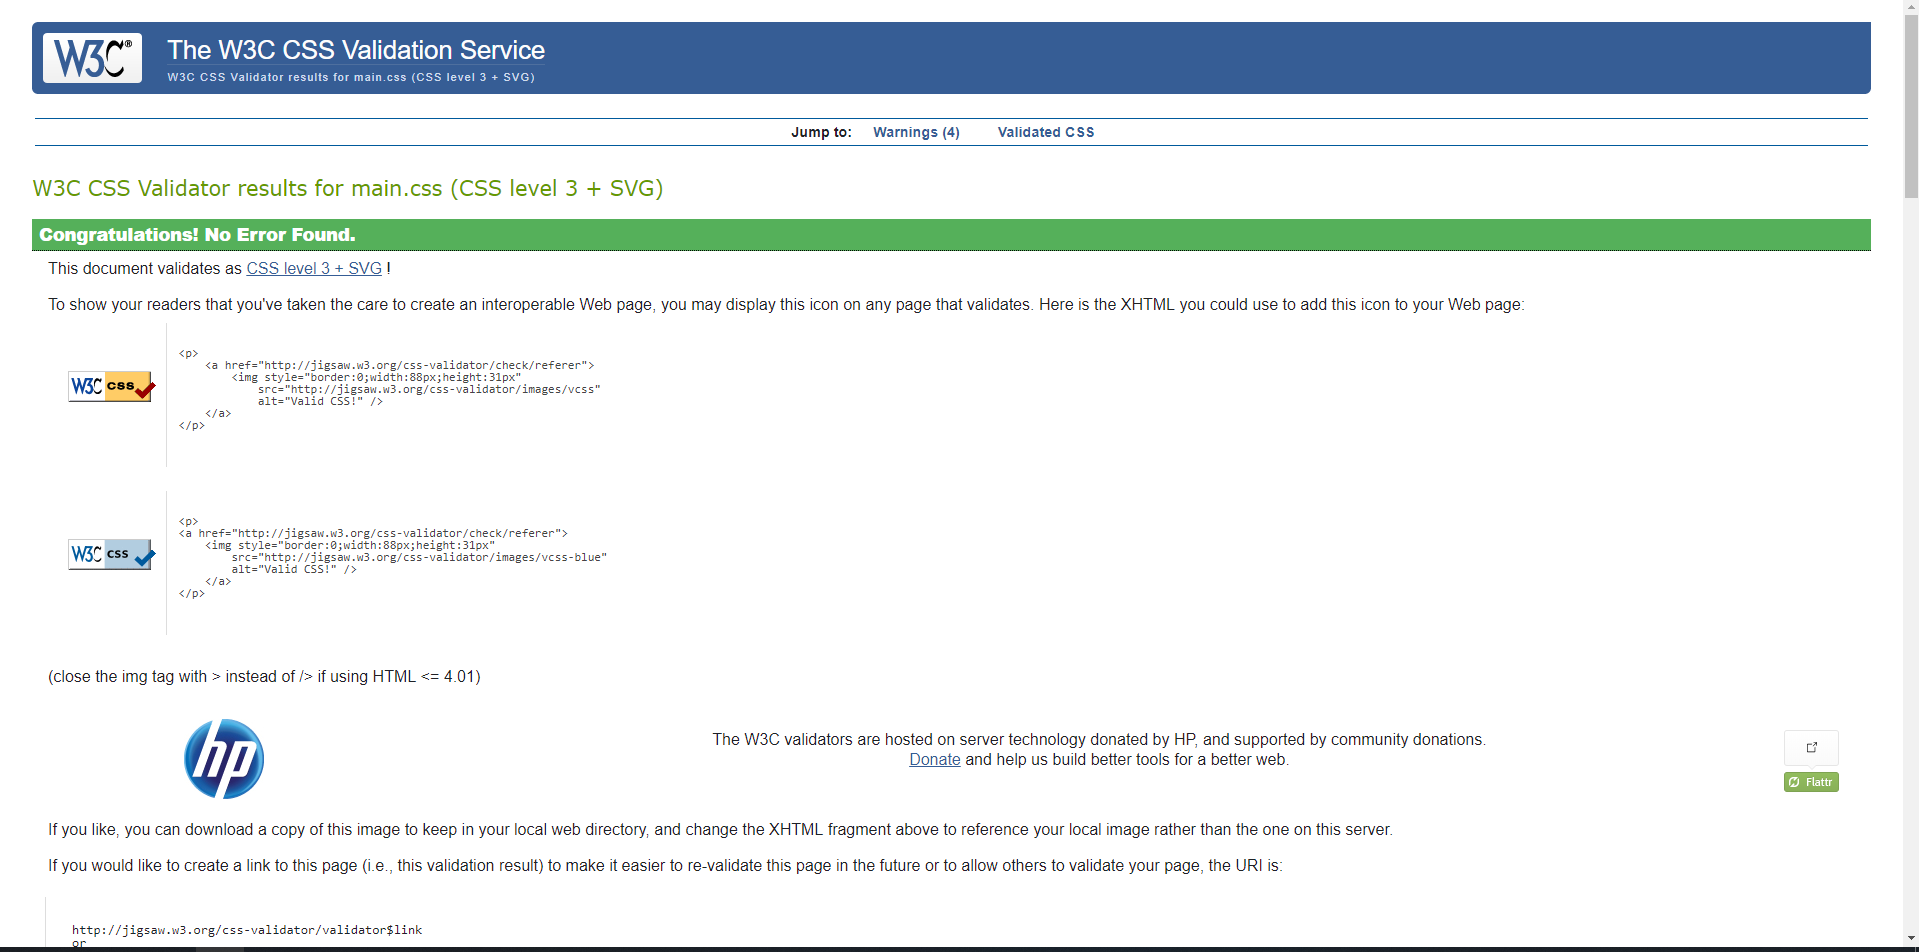 W3C®
The W3C CSS Validation Service
W3C CSS Validator results for main.css (CSS level 3 + SVG)
Jump to: Warnings (4) Validated CSS
W3C CSS Validator results for main.css (CSS level 3 + SVG)
Congratulations! No Error Found.
This document validates as CSS level 3 + SVG !
To show your readers that you've taken the care to create an interoperable Web page, you may display this icon on any page that validates. Here is the XHTML you could use to add this icon to your Web page:
W3C css
<p>
<a href="http://jigsaw.w3.org/css-validator/check/referer">
<img style="border:0;width:88px;height:31px"
src="http://jigsaw.w3.org/css-validator/images/vcss"
alt="Valid CSS!" />
</a>
</p>
W3C css
<p>
<a href="http://jigsaw.w3.org/css-validator/check/referer">
<img style="border:0;width:88px;height:31px"
src="http://jigsaw.w3.org/css-validator/images/vcss-blue"
alt="Valid CSS!" />
</a>
</p>
(close the img tag with > instead of /> if using HTML <= 4.01)
hp
The W3C validators are hosted on server technology donated by HP, and supported by community donations.
Donate and help us build better tools for a better web.
Flattr
If you like, you can download a copy of this image to keep in your local web directory, and change the XHTML fragment above to reference your local image rather than the one on this server.
If you would like to create a link to this page (i.e., this validation result) to make it easier to re-validate this page in the future or to allow others to validate your page, the URI is:
http://jigsaw.w3.org/css-validator/validator$link
or